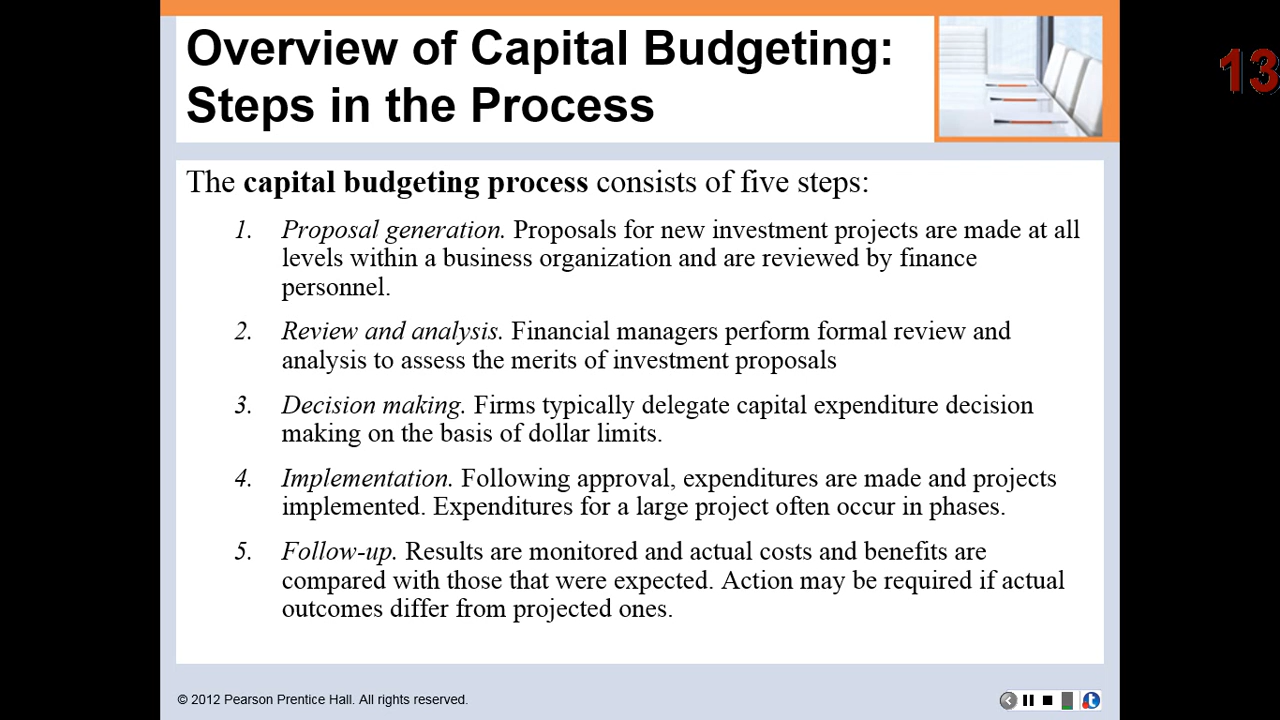 Overview of Capital Budgeting:
Steps in the Process
13
The capital budgeting process consists of five steps:
1. Proposal generation. Proposals for new investment projects are made at all
levels within a business organization and are reviewed by finance
personnel.
2. Review and analysis. Financial managers perform formal review and
analysis to assess the merits of investment proposals
3. Decision making. Firms typically delegate capital expenditure decision
making on the basis of dollar limits.
4. Implementation. Following approval, expenditures are made and projects
implemented. Expenditures for a large project often occur in phases.
5. Follow-up. Results are monitored and actual costs and benefits are
compared with those that were expected. Action may be required if actual
outcomes differ from projected ones.
© 2012 Pearson Prentice Hall. All rights reserved.
t